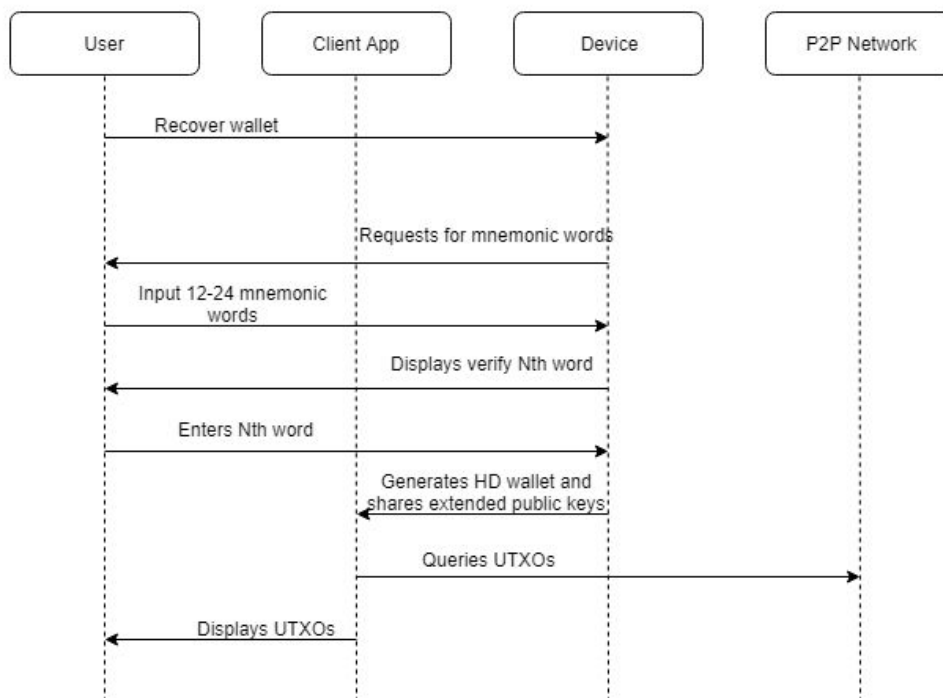 User
Client App
Device
P2P Network
Recover wallet
Requests for mnemonic words
Input 12-24 mnemonic
words
Displays verify Nth word
Enters Nth word
Generates HD wallet and
shares extended public keys
Queries UTXOs
Displays UTXOs